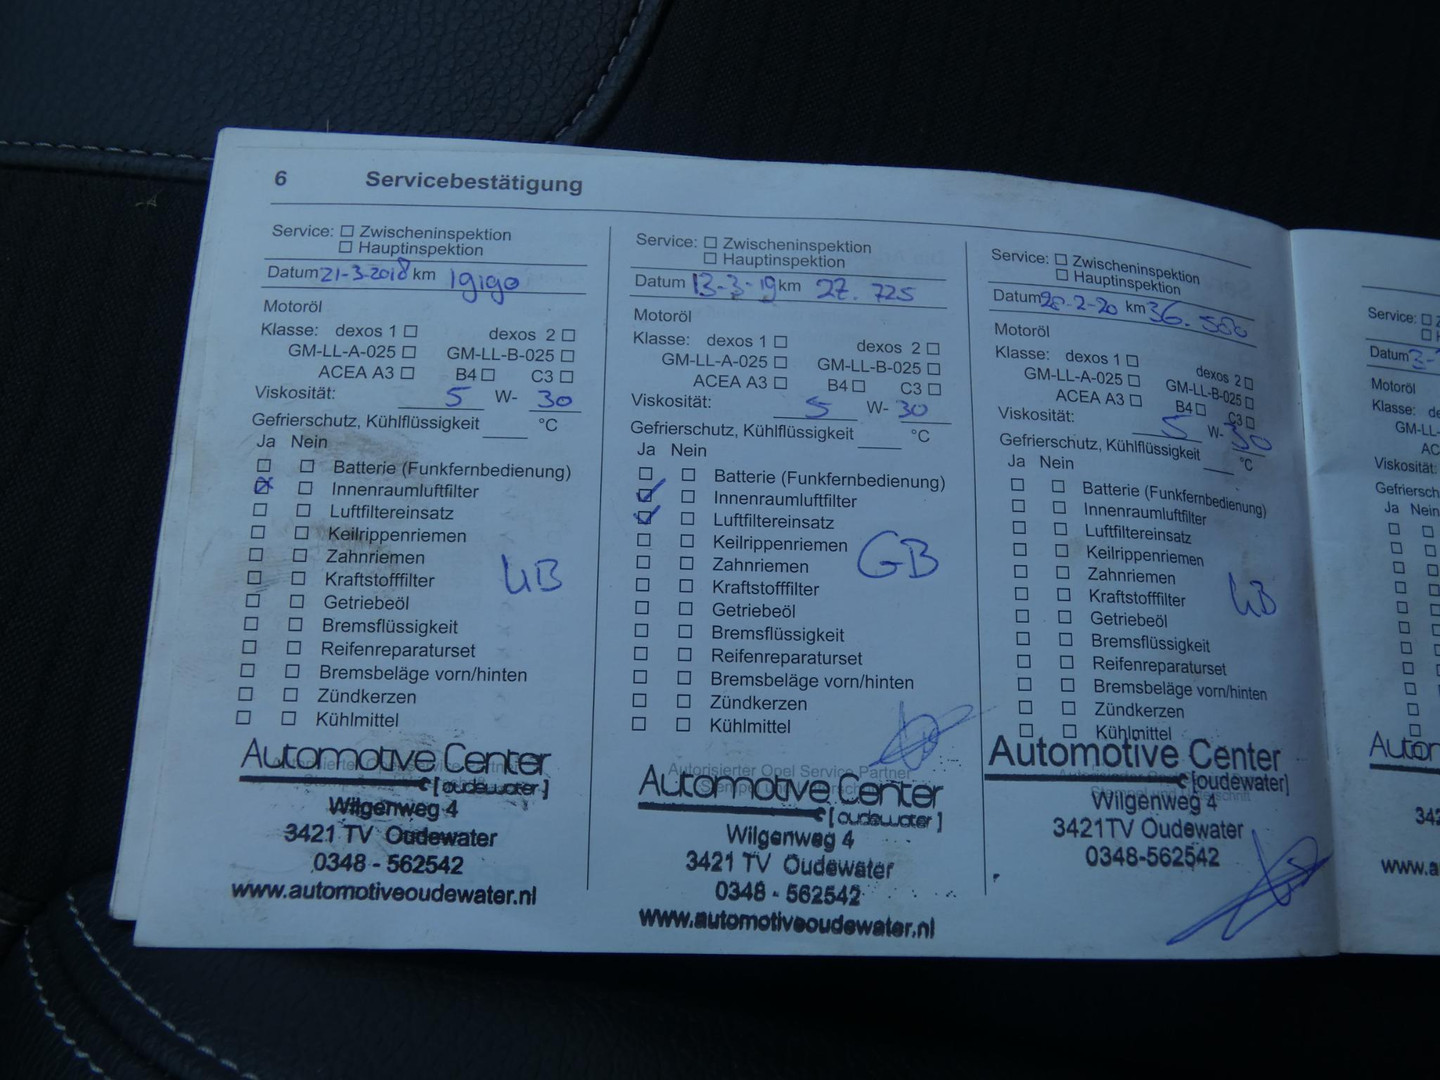 6 Servicebestätigung
Service: Zwischeninspektion
Hauptinspektion
Datum 21-3-2018 km 19190
Motoröl
Klasse: dexos 1 dexos 2
GM-LL-A-025 GM-LL-B-025
ACEA A3 B4 C3
Viskosität: 5 W- 30
Gefrierschutz, Kühlflüssigkeit °C
Ja Nein
Batterie (Funkfernbedienung)
Innenraumluftfilter
Luftfiltereinsatz
Keilrippenriemen
Zahnriemen
Kraftstofffilter
Getriebeöl
Bremsflüssigkeit
Reifenreparaturset
Bremsbeläge vorn/hinten
Zündkerzen
Kühlmittel
Automotive Center
[oudewater]
Wilgenweg 4
3421 TV Oudewater
0348 - 562542
www.automotiveoudewater.nl
Service: Zwischeninspektion
Hauptinspektion
Datum 13-3-19 km 27.725
Motoröl
Klasse: dexos 1 dexos 2
GM-LL-A-025 GM-LL-B-025
ACEA A3 B4 C3
Viskosität: 5 W- 30
Gefrierschutz, Kühlflüssigkeit °C
Ja Nein
Batterie (Funkfernbedienung)
Innenraumluftfilter
Luftfiltereinsatz
Keilrippenriemen
Zahnriemen
GB
Kraftstofffilter
Getriebeöl
Bremsflüssigkeit
Reifenreparaturset
Bremsbeläge vorn/hinten
Zündkerzen
Kühlmittel
Autorisierter Opel Service Partner
Automotive Center
[oudewater]
Wilgenweg 4
3421 TV Oudewater
0348 - 562542
www.automotiveoudewater.nl
Service: Zwischeninspektion
Hauptinspektion
Datum km 36.500
Motoröl
Klasse: dexos 1 dexos 2
GM-LL-A-025 GM-LL-B-025
ACEA A3 B4 C3
Viskosität: 5 W- 30
Gefrierschutz, Kühlflüssigkeit °C
Ja Nein
Batterie (Funkfernbedienung)
Innenraumluftfilter
Luftfiltereinsatz
Keilrippenriemen
Zahnriemen
Kraftstofffilter
Getriebeöl
Bremsflüssigkeit
Reifenreparaturset
Bremsbeläge vorn/hinten
Zündkerzen
Kühlmittel
Automotive Center
[oudewater]
Wilgenweg 4
3421TV Oudewater
0348-562542
Service:
Datum
Motoröl
Klasse:
Viskosität:
Ja Nein